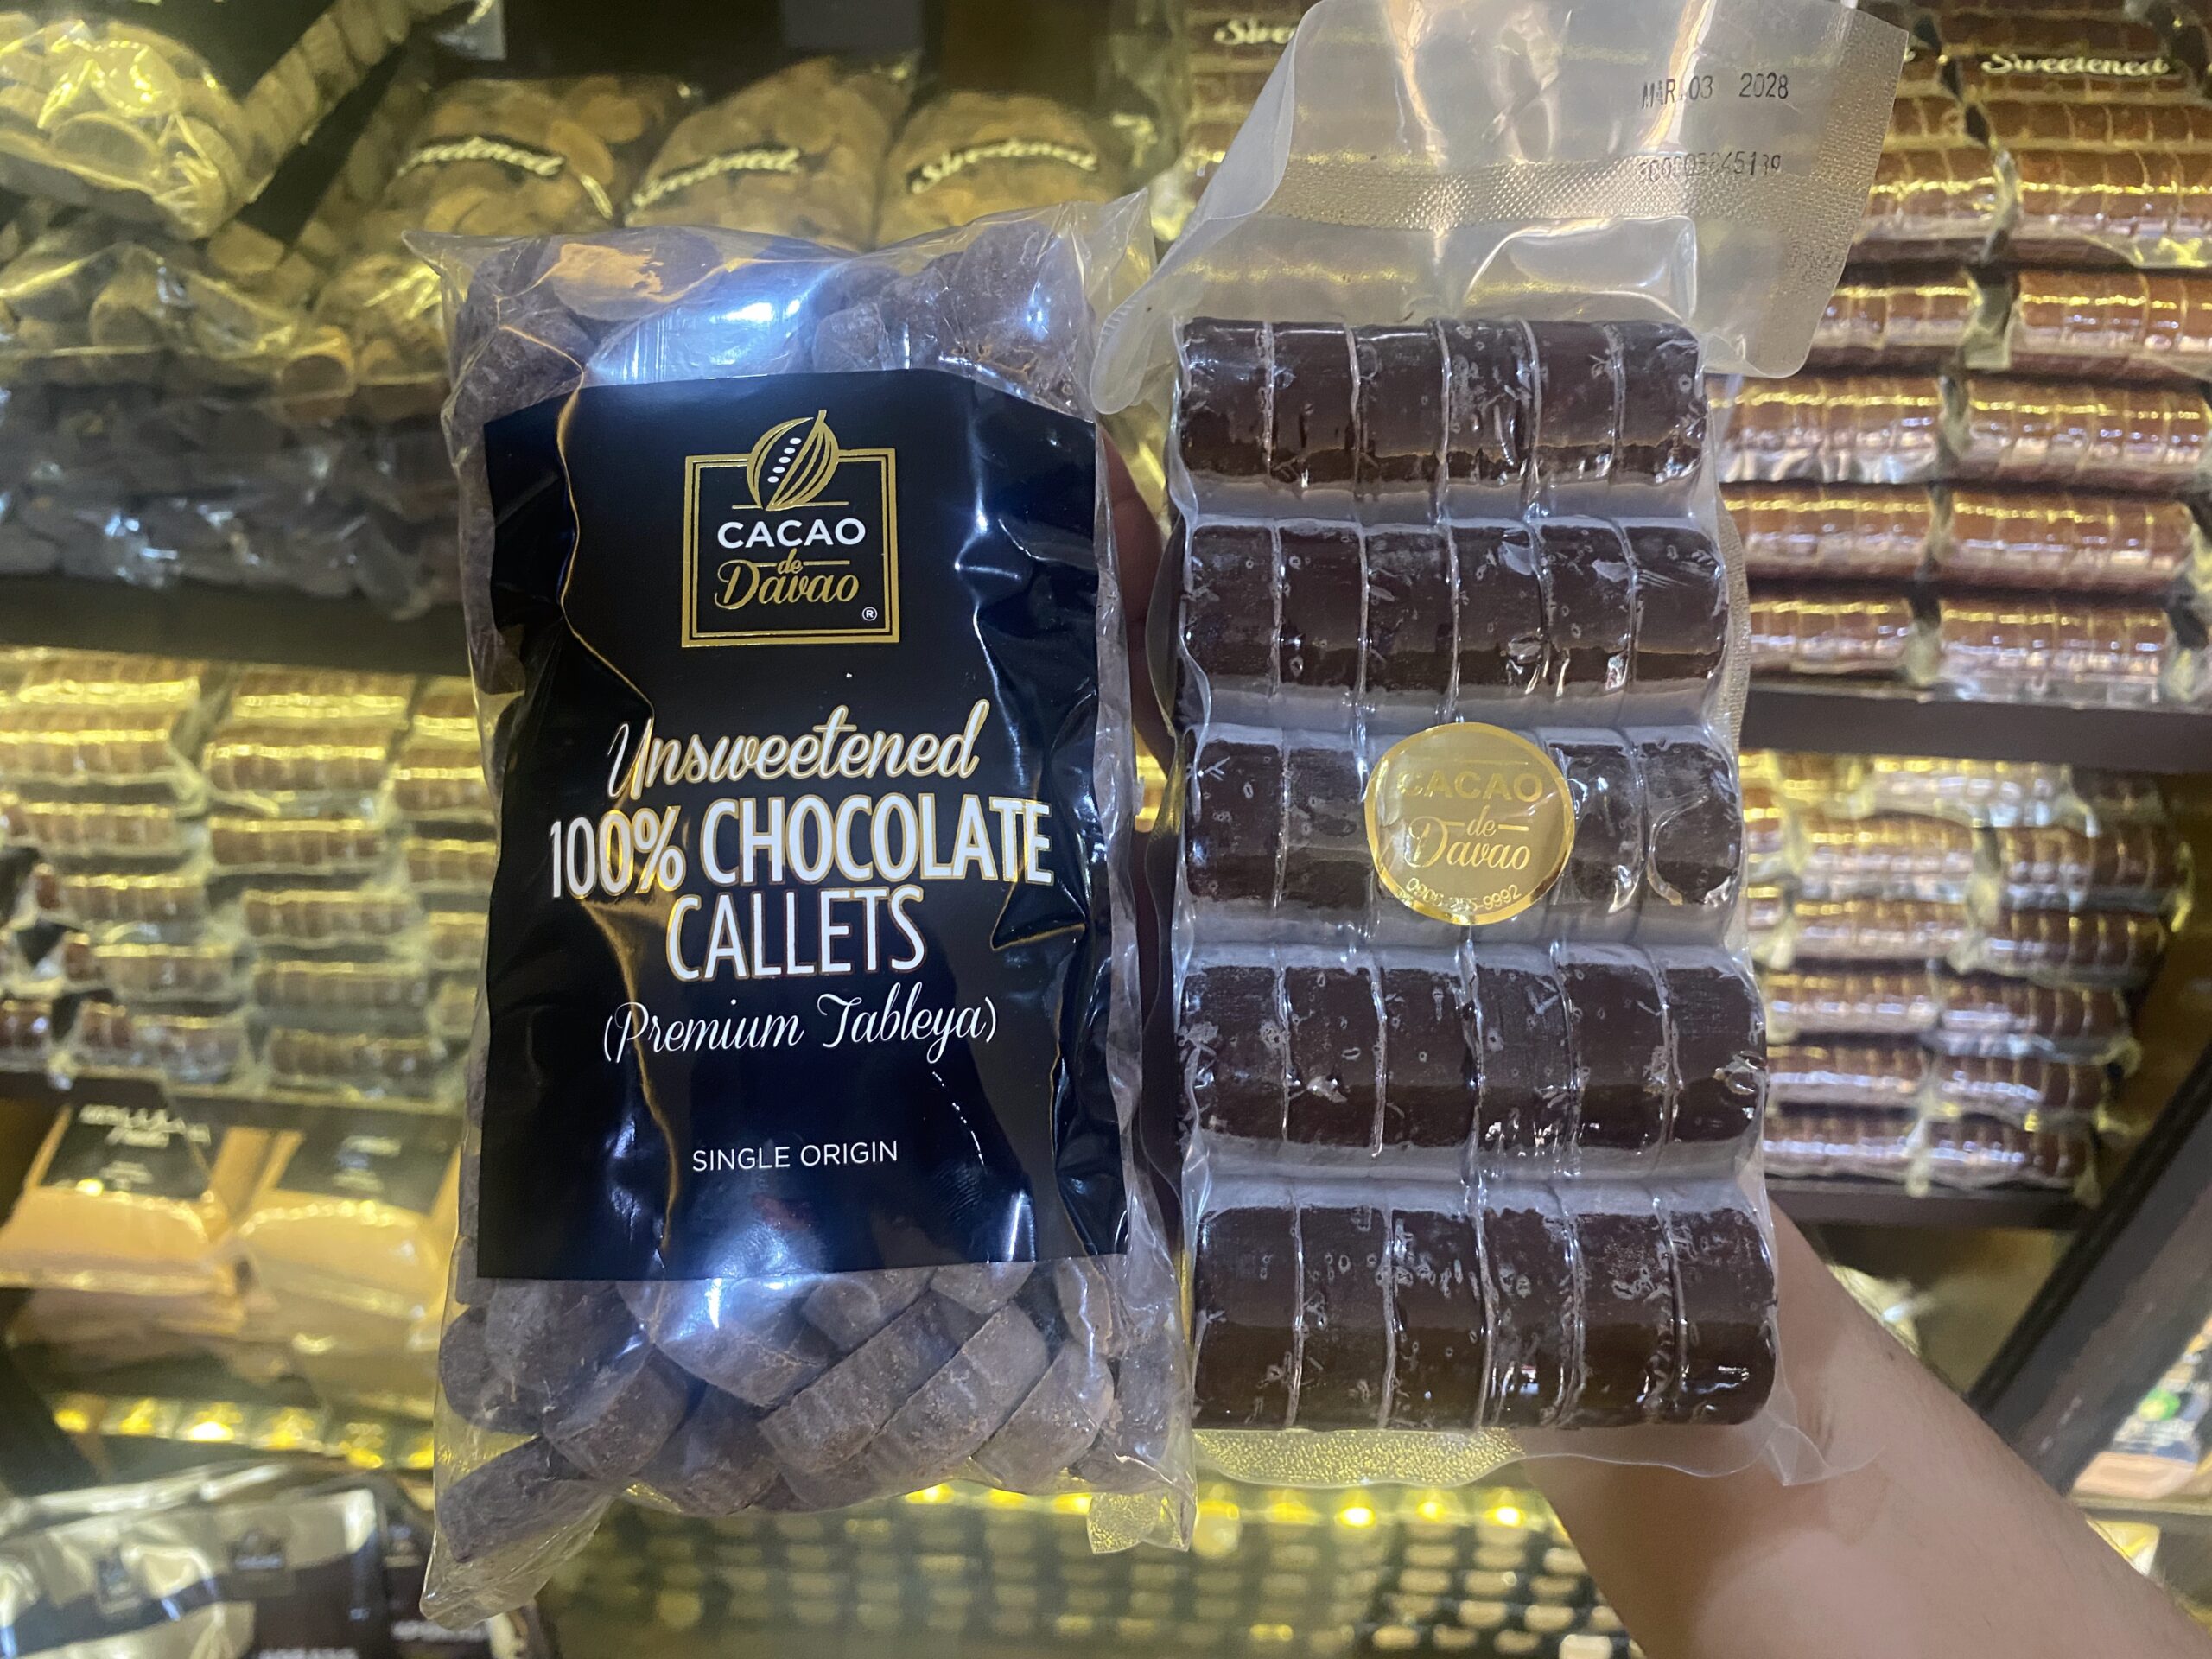 Sweetened
Sweetened
Sweetened
MAR.03 2028
CACAO
de
Davao
®
Unsweetened
100% CHOCOLATE
CALLETS
(Premium Tableya)
SINGLE ORIGIN
CACAO
de
Davao